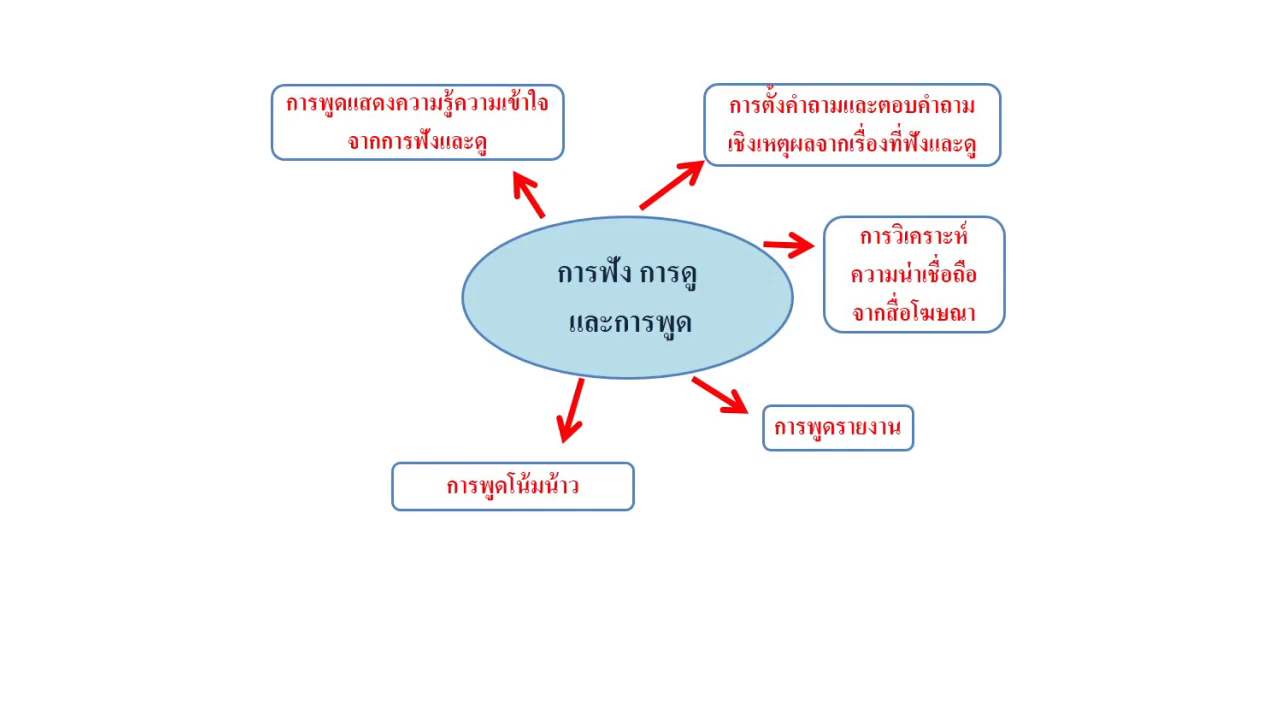 การพูดแสดงความรู้ความเข้าใจ
จากการฟังและดู
การตั้งคำถามและตอบคำถาม
เชิงเหตุผลจากเรื่องที่ฟังและดู
การวิเคราะห์
ความน่าเชื่อถือ
จากสื่อโฆษณา
การฟัง การดู
และการพูด
การพูดรายงาน
การพูดโน้มน้าว